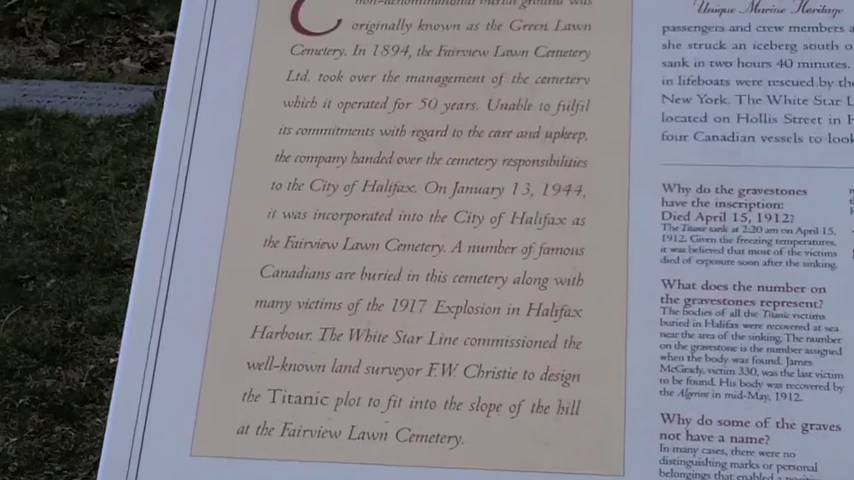 non-denominational burial ground was
originally known as the Green Lawn
Cemetery. In 1894, the Fairview Lawn Cemetery
Ltd. took over the management of the cemetery
which it operated for 50 years. Unable to fulfil
its commitments with regard to the care and upkeep,
the company handed over the cemetery responsibilities
to the City of Halifax. On January 13, 1944,
it was incorporated into the City of Halifax as
the Fairview Lawn Cemetery. A number of famous
Canadians are buried in this cemetery along with
many victims of the 1917 Explosion in Halifax
Harbour. The White Star Line commissioned the
well-known land surveyor F.W. Christie to design
the Titanic plot to fit into the slope of the hill
at the Fairview Lawn Cemetery.
Unique Marine Heritage
passengers and crew members a
she struck an iceberg south o
sank in two hours 40 minutes.
in lifeboats were rescued by the
New York. The White Star L
located on Hollis Street in H
four Canadian vessels to look
Why do the gravestones
have the inscription:
Died April 15, 1912?
The Titanic sank at 2:20 am on April 15,
1912. Given the freezing temperatures,
it was believed that most of the victims
died of exposure soon after the sinking.
What does the number on
the gravestones represent?
The bodies of all the Titanic victims
buried in Halifax were recovered at sea
near the area of the sinking. The number
on the gravestone is the number assigned
when the body was found. James
McGrady, victim 330, was the last victim
to be found. His body was recovered by
the Algerine in mid-May, 1912.
Why do some of the graves
not have a name?
In many cases, there were no
distinguishing marks or personal
belongings that enabled a